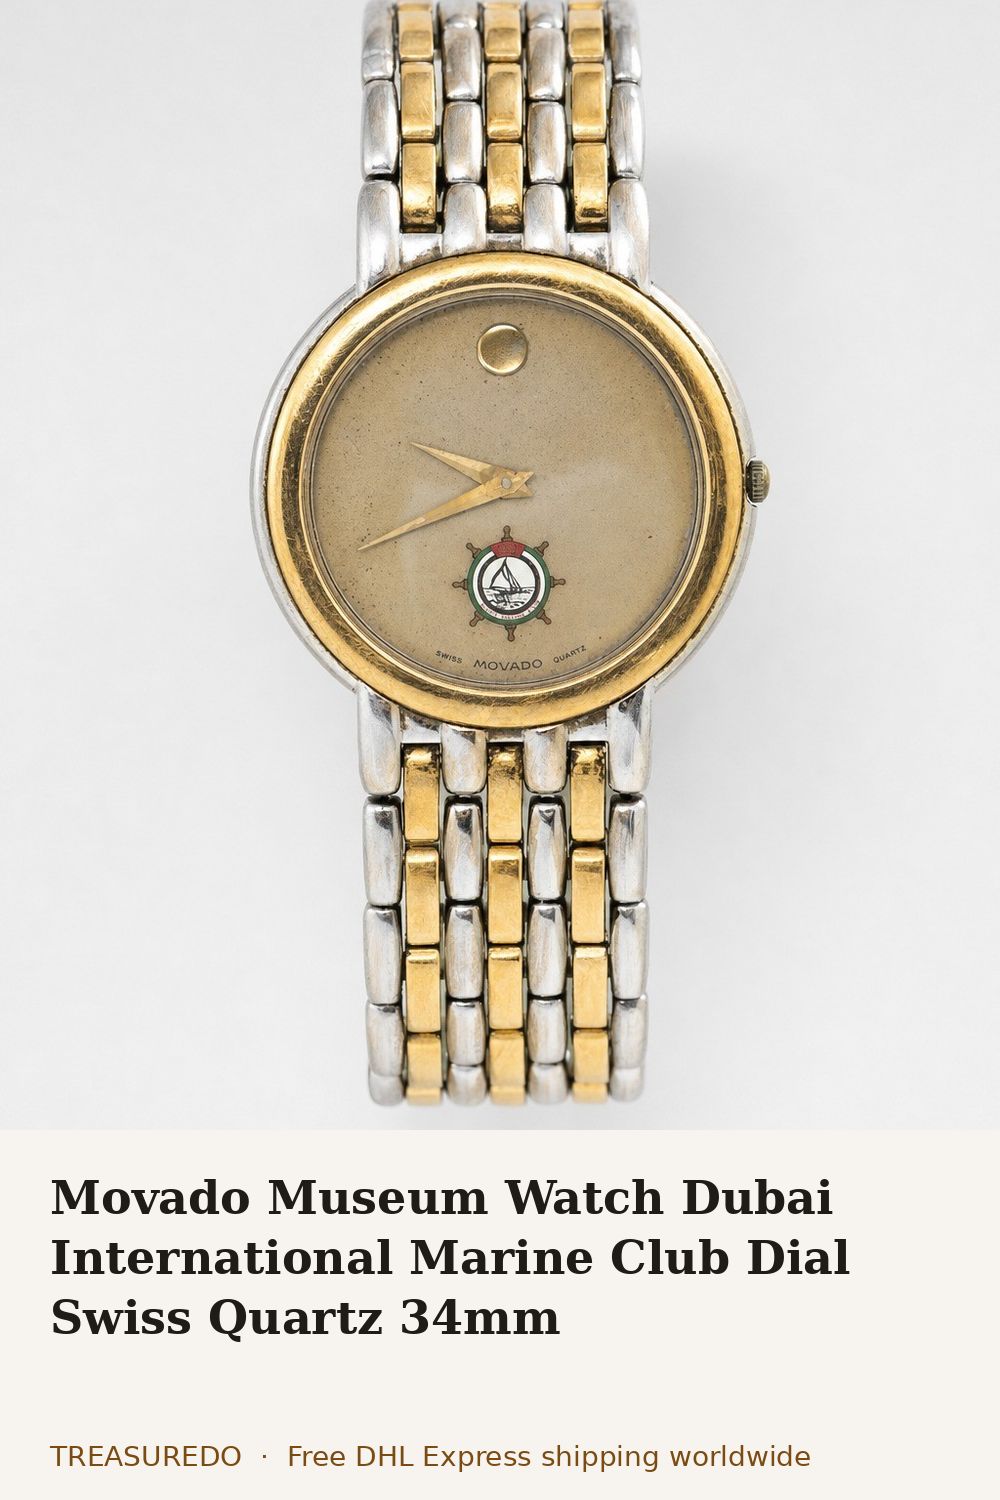 SWISS MOVADO QUARTZ
Movado Museum Watch Dubai
International Marine Club Dial
Swiss Quartz 34mm
TREASUREDO · Free DHL Express shipping worldwide